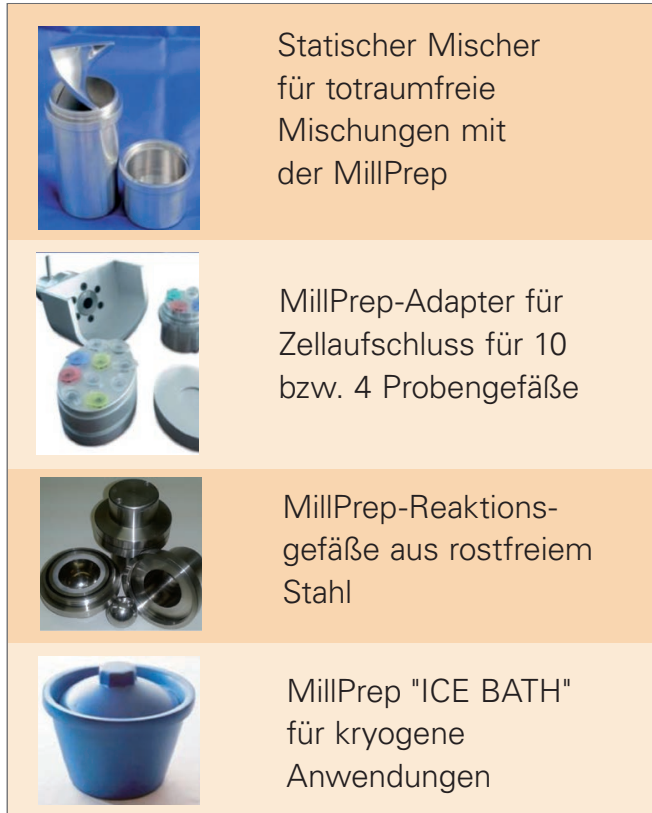 Statischer Mischer
für totraumfreie
Mischungen mit
der MillPrep
MillPrep-Adapter für
Zellaufschluss für 10
bzw. 4 Probengefäße
MillPrep-Reaktions-
gefäße aus rostfreiem
Stahl
MillPrep "ICE BATH"
für kryogene
Anwendungen